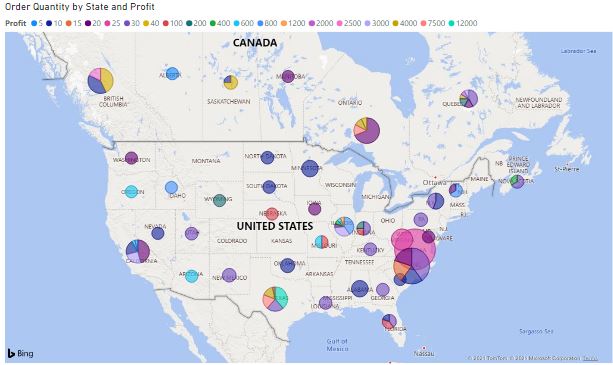 Order Quantity by State and Profit
Profit 5 10 15 20 25 30 40 100 200 400 600 800 1200 2000 2500 3000 4000 7500 12000
CANADA
Labrador Sea
ALBERTA
MANITOBA
BRITISH
COLUMBIA
SASKATCHEWAN
ONTARIO
QUEBEC
NEWFOUNDLAND
AND LABRADOR
WASHINGTON
MONTANA
NORTH DAKOTA
MINNESOTA
Ottawa
NB
PRINCE
EDWARD
ISLAND
St-Pierre
NOVA SCOTIA
MAINE
OREGON
IDAHO
WYOMING
SOUTH DAKOTA
WISCONSIN
MICHIGAN
NH
MASS.
RI
NEBRASKA
IOWA
UNITED STATES
NEVADA
UTAH
COLORADO
KANSAS
MISSOURI
OHIO
PA
N.J.
DELAWARE
KENTUCKY
CALIFORNIA
ARIZONA
NEW MEXICO
OKLAHOMA
ARKANSAS
TENNESSEE
TEXAS
LOUISIANA
MISSISSIPPI
ALABAMA
GEORGIA
FLORIDA
Gulf of
Mexico
Nassau
Sargasso Sea
Bing
© 2021 TomTom © 2021 Microsoft Corporation Terms